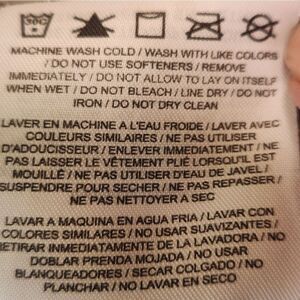 30C
MACHINE WASH COLD / WASH WITH LIKE COLORS
/ DO NOT USE SOFTENERS / REMOVE
IMMEDIATELY / DO NOT ALLOW TO LAY ON ITSELF
WHEN WET / DO NOT BLEACH / LINE DRY / DO NOT
IRON / DO NOT DRY CLEAN
LAVER EN MACHINE A L'EAU FROIDE / LAVER AVEC
COULEURS SIMILAIRES / NE PAS UTILISER
D'ADOUCISSEUR / ENLEVER IMMEDIATEMENT / NE
PAS LAISSER LE VÊTEMENT PLIÉ LORSQU'IL EST
MOUILLÉ / NE PAS UTILISER D'EAU DE JAVEL /
SUSPENDRE POUR SECHER / NE PAS REPASSER /
NE PAS NETTOYER A SEC
LAVAR A MAQUINA EN AGUA FRIA / LAVAR CON
COLORES SIMILARES / NO USAR SUAVIZANTES /
RETIRAR IMEDIATAMENTE DE LA LAVADORA / NO
DOBLAR PRENDA MOJADA / NO USAR
BLANQUEADORES / SECAR COLGADO / NO
PLANCHAR / NO LAVAR EN SECO